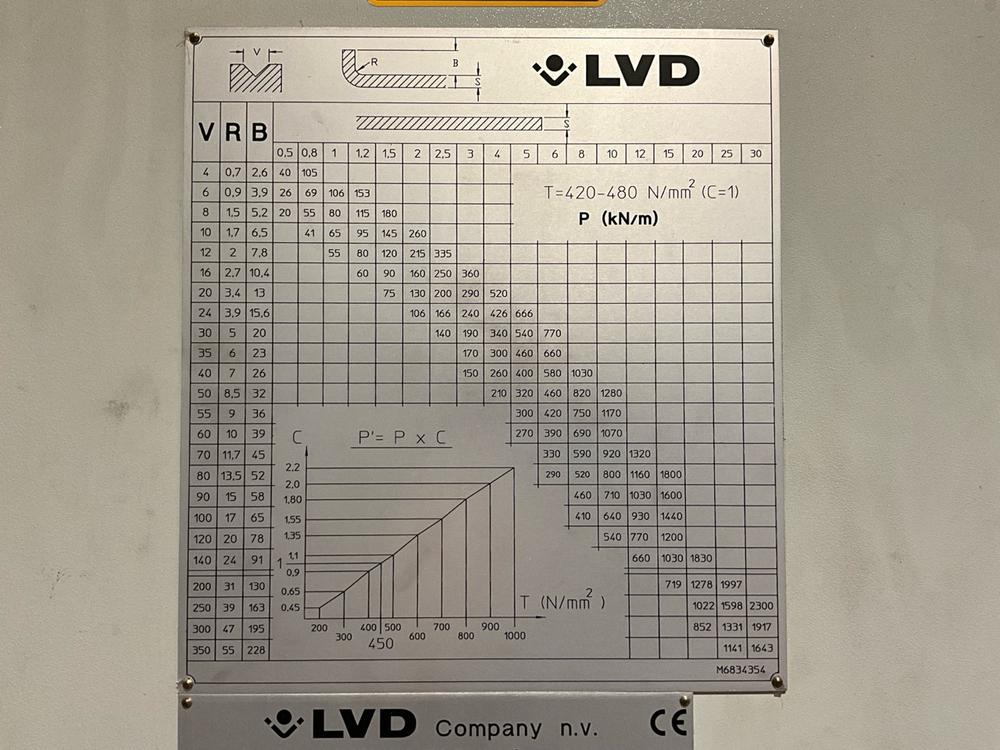 V R B S
LVD
V R B S
0,5 0,8 1 1,2 1,5 2 2,5 3 4 5 6 8 10 12 15 20 25 30
4 0,7 2,6 40 105
T=420-480 N/mm² (C=1)
6 0,9 3,9 26 69 106 153
P (kN/m)
8 1,5 5,2 20 55 80 115 180
10 1,7 6,5 41 65 95 145 260
12 2 7,8 55 80 120 215 335
16 2,7 10,4 60 90 160 250 360
20 3,4 13 75 130 200 290 520
24 3,9 15,6 106 166 240 426 666
30 5 20 140 190 340 540 770
35 6 23 170 300 460 660
40 7 26 150 260 400 580 1030
50 8,5 32 210 320 460 820 1280
55 9 36 300 420 750 1170
60 10 39 270 390 690 1070
70 11,7 45 330 590 920 1320
80 13,5 52 290 520 800 1160 1800
90 15 58 460 710 1030 1600
100 17 65 410 640 930 1440
120 20 78 540 770 1200
140 24 91 660 1030 1830
200 31 130 719 1278 1997
250 39 163 1022 1598 2300
300 47 195 852 1331 1917
350 55 228 1141 1643
C P'= P x C
2.2
2.0
1,80
1,55
1,35
1,1
1
0,9
0,65
0,45
T (N/mm²)
200 300 400 450 500 600 700 800 900 1000
M6834354
LVD Company n.v. CE